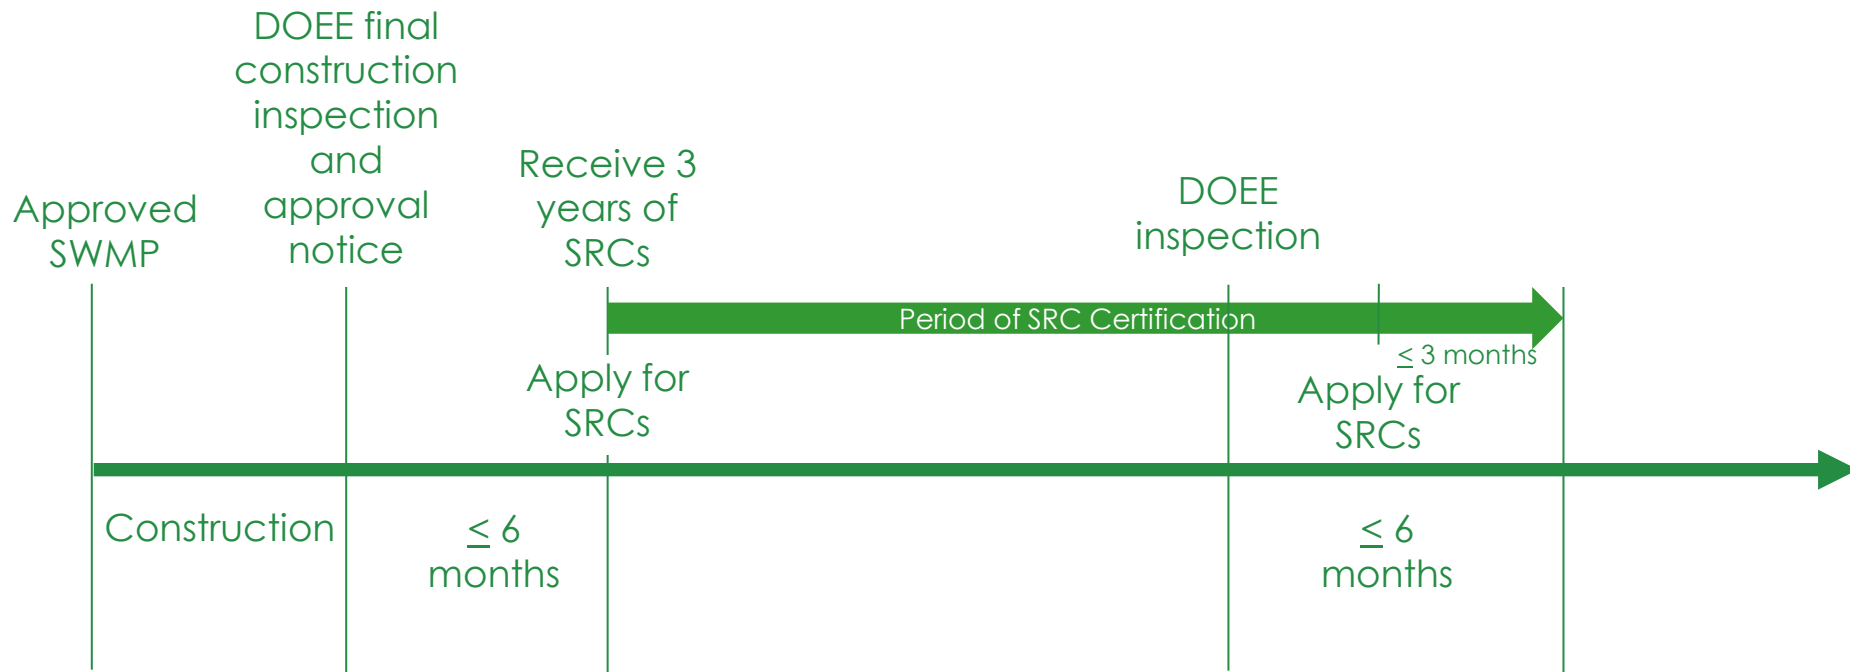 Approved
SWMP
DOEE final
construction
inspection
and
approval
notice
Receive 3
years of
SRCs
DOEE
inspection
Period of SRC Certification
≤ 3 months
Apply for
SRCs
Apply for
SRCs
Construction
≤ 6
months
≤ 6
months